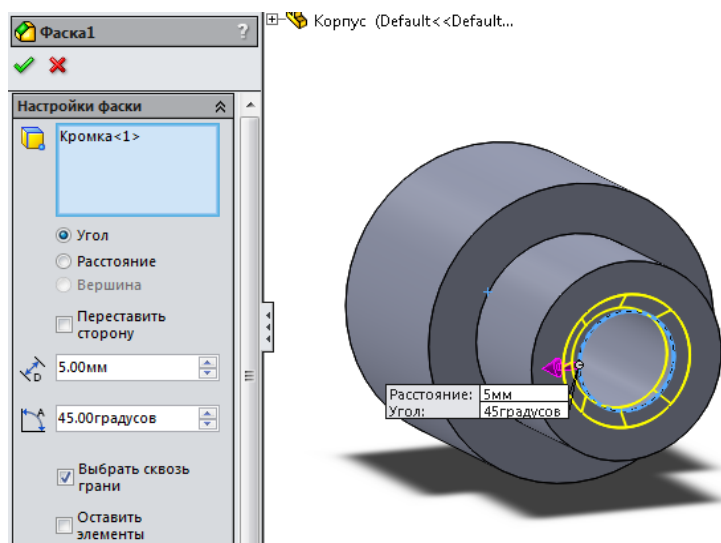 Фаска1 ?
Корпус (Default<<Default...
Настройки фаски
Кромка<1>
Угол
Расстояние
Вершина
Переставить
сторону
D
5.00мм
A
45.00градусов
Выбрать сквозь
грани
Оставить
элементы
Расстояние: 5мм
Угол: 45градусов